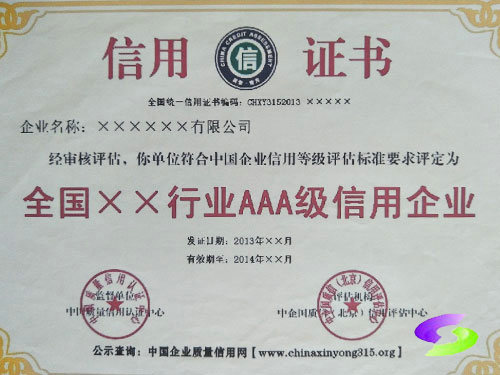 信用 证书
CHINA CREDIT ASSESSMENT
信
全国统一信用证书编码：CHXY3152013 ×××××
企业名称：××××××有限公司
经审核评估，你单位符合中国企业信用等级评估标准要求评定为
全国××行业AAA级信用企业
发证日期：2013年××月
有效期至：2014年××月
监督单位 评估机构
中国质量信用认证中心 中企国质（北京）信用评估中心
公示查询：中国企业质量信用网【www.chinaxinyong315.org】